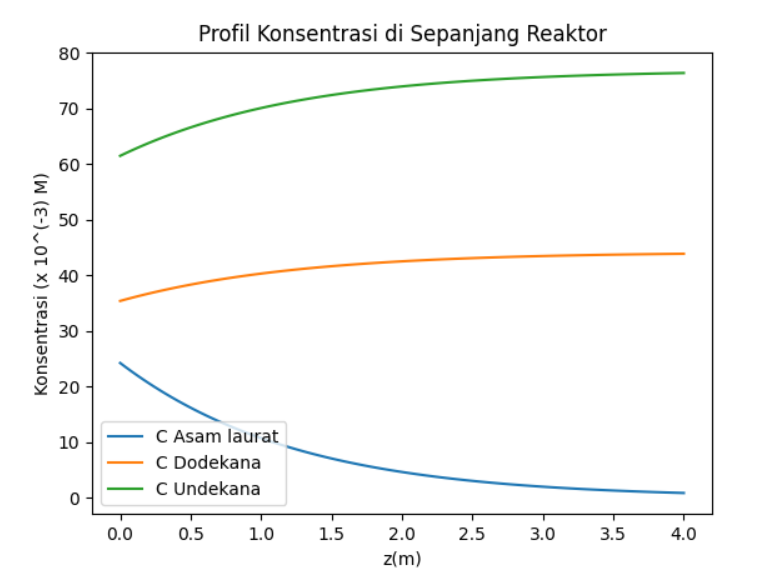 Profil Konsentrasi di Sepanjang Reaktor
Konsentrasi (x 10^(-3) M)
80
70
60
50
40
30
20
10
0
C Asam laurat
C Dodekana
C Undekana
0.0 0.5 1.0 1.5 2.0 2.5 3.0 3.5 4.0
z(m)